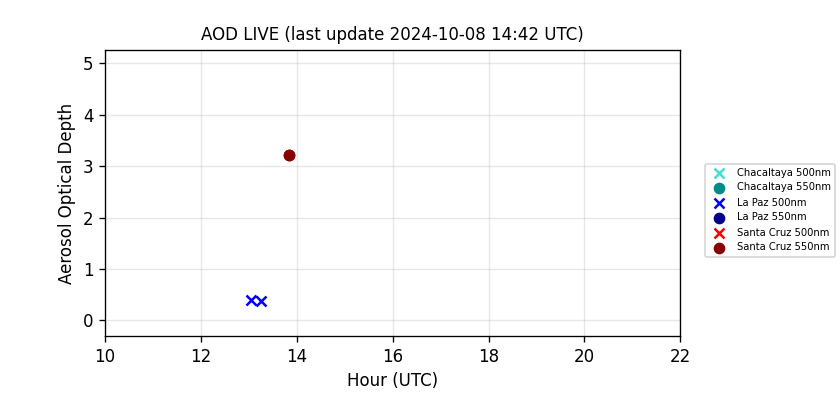 AOD LIVE (last update 2024-10-08 14:42 UTC)
5
4
3
2
1
0
Aerosol Optical Depth
10 12 14 16 18 20 22
Hour (UTC)
Chacaltaya 500nm
Chacaltaya 550nm
La Paz 500nm
La Paz 550nm
Santa Cruz 500nm
Santa Cruz 550nm